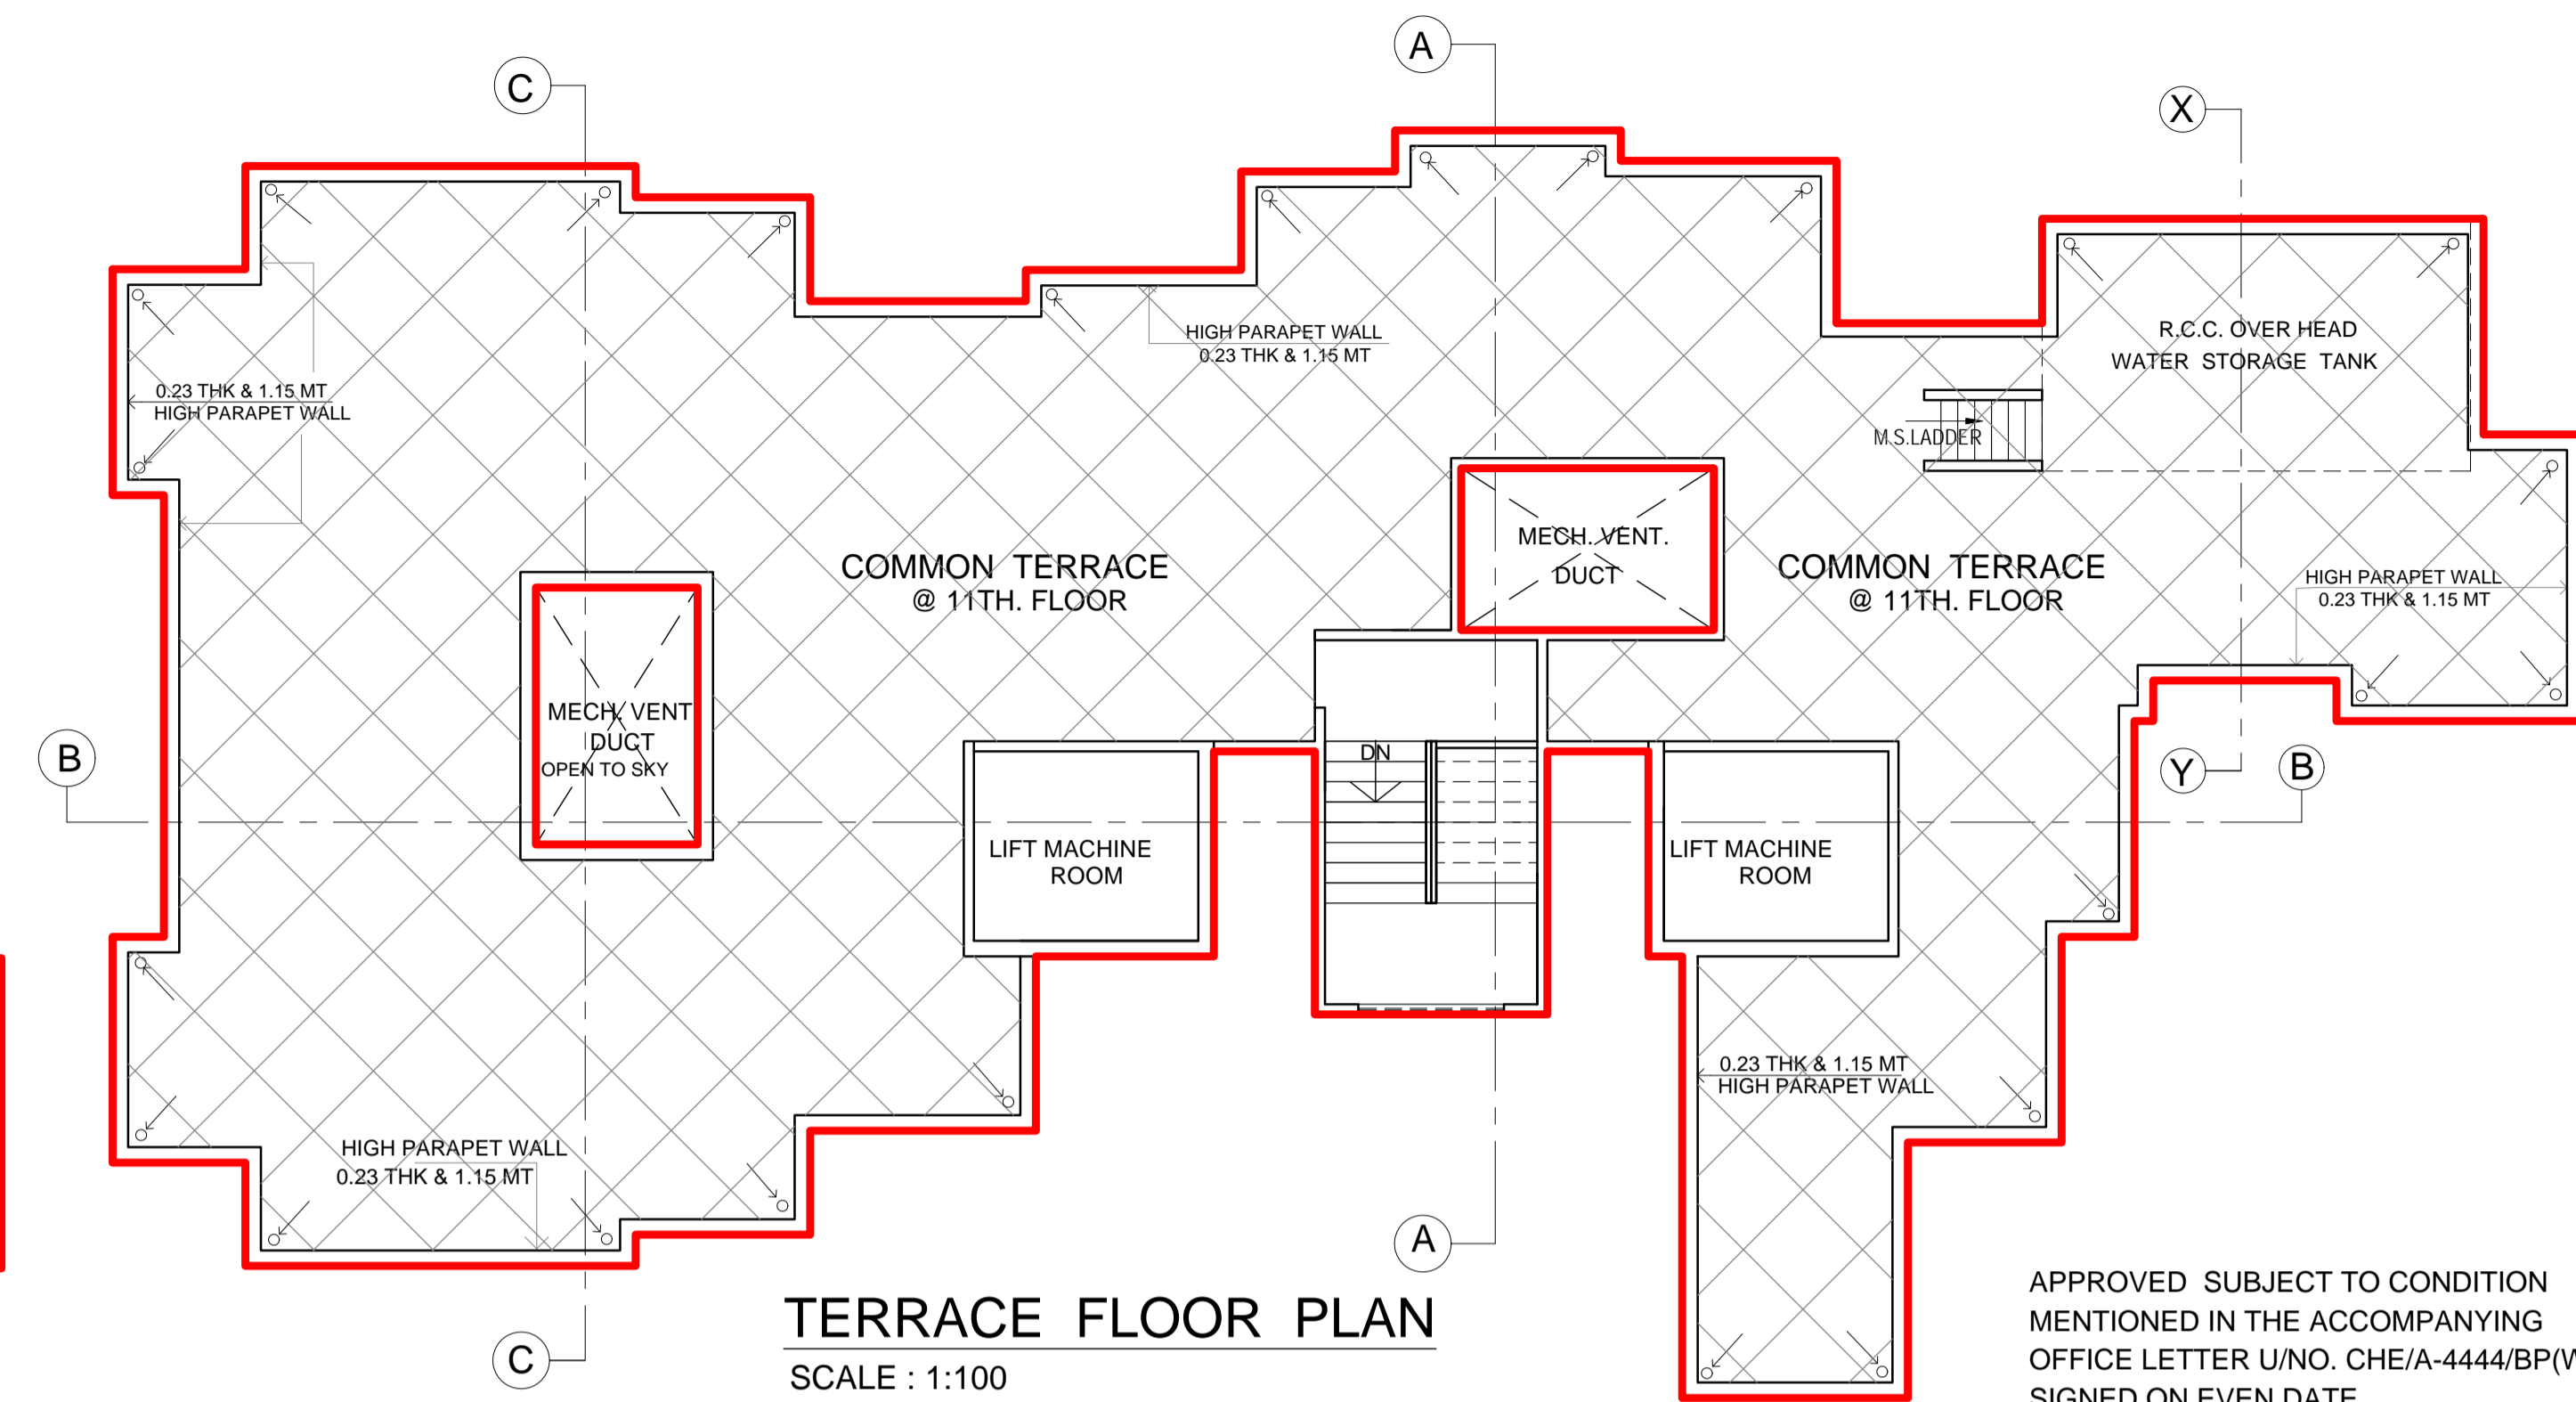 A
C
X
HIGH PARAPET WALL
0.23 THK & 1.15 MT
R.C.C. OVER HEAD
WATER STORAGE TANK
0.23 THK & 1.15 MT
HIGH PARAPET WALL
M.S.LADDER
MECH. VENT.
DUCT
COMMON TERRACE
@ 11TH. FLOOR
COMMON TERRACE
@ 11TH. FLOOR
HIGH PARAPET WALL
0.23 THK & 1.15 MT
MECH. VENT
DUCT
OPEN TO SKY
B
DN
Y
B
LIFT MACHINE
ROOM
LIFT MACHINE
ROOM
0.23 THK & 1.15 MT
HIGH PARAPET WALL
HIGH PARAPET WALL
0.23 THK & 1.15 MT
A
C
TERRACE FLOOR PLAN
SCALE : 1:100
APPROVED SUBJECT TO CONDITION
MENTIONED IN THE ACCOMPANYING
OFFICE LETTER U/NO. CHE/A-4444/BP(W
SIGNED ON EVEN DATE